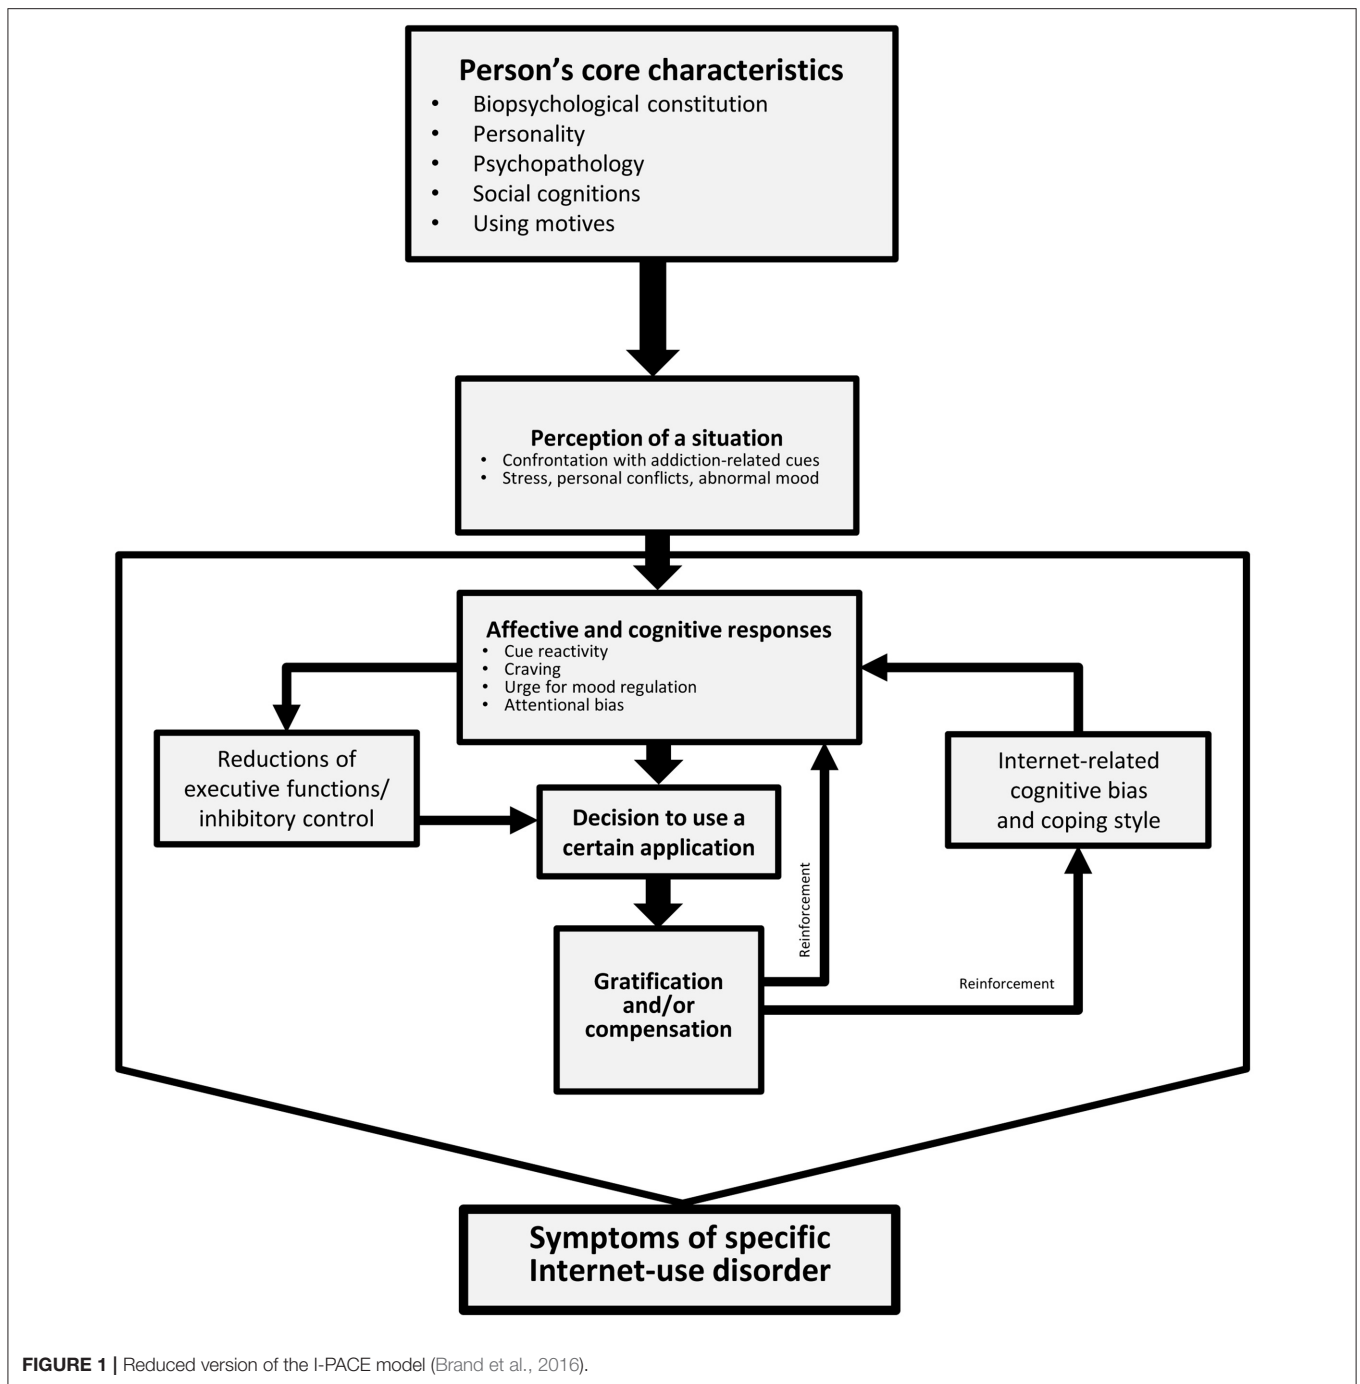 Person’s core characteristics
• Biopsychological constitution
• Personality
• Psychopathology
• Social cognitions
• Using motives
Perception of a situation
• Confrontation with addiction-related cues
• Stress, personal conflicts, abnormal mood
Affective and cognitive responses
• Cue reactivity
• Craving
• Urge for mood regulation
• Attentional bias
Reductions of
executive functions/
inhibitory control
Internet-related
cognitive bias
and coping style
Decision to use a
certain application
Reinforcement
Gratification
and/or
compensation
Reinforcement
Symptoms of specific
Internet-use disorder
FIGURE 1 | Reduced version of the I-PACE model (Brand et al., 2016).